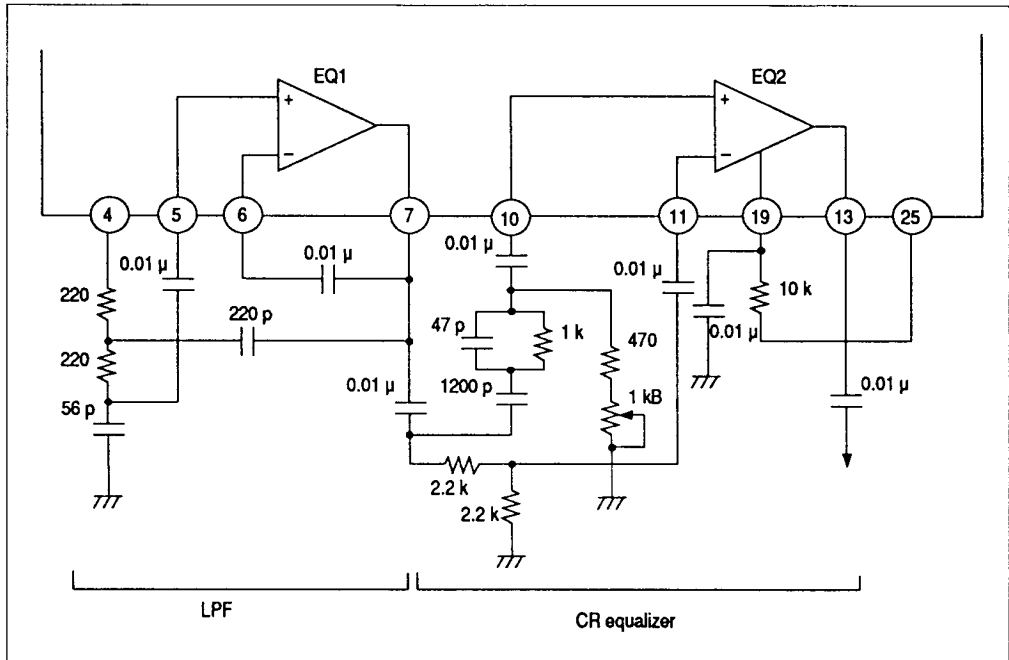 EQ1
EQ2
+
−
+
−
4
5
6
7
10
11
19
13
25
0.01 µ
0.01 µ
0.01 µ
0.01 µ
10 k
220
220 p
47 p
1 k
470
0.01 µ
220
0.01 µ
1200 p
1 kB
0.01 µ
56 p
2.2 k
2.2 k
LPF
CR equalizer